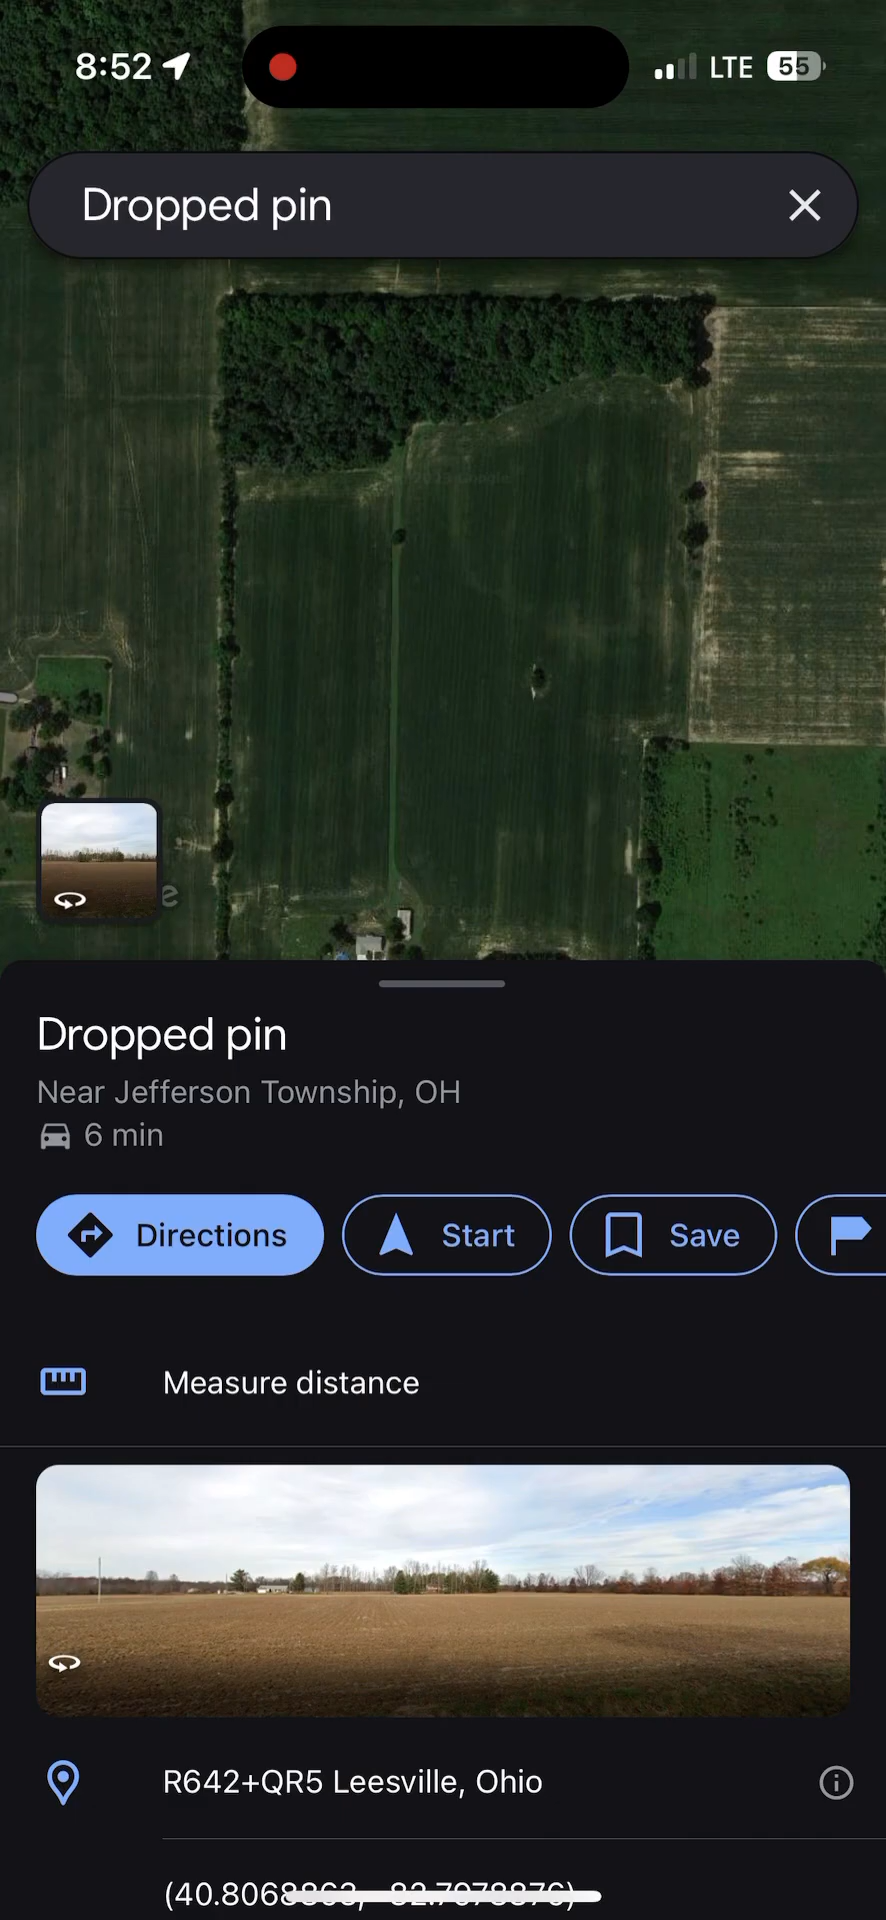 8:52 LTE 55
Dropped pin
Dropped pin
Near Jefferson Township, OH
6 min
Directions Start Save
Measure distance
R642+QR5 Leesville, Ohio